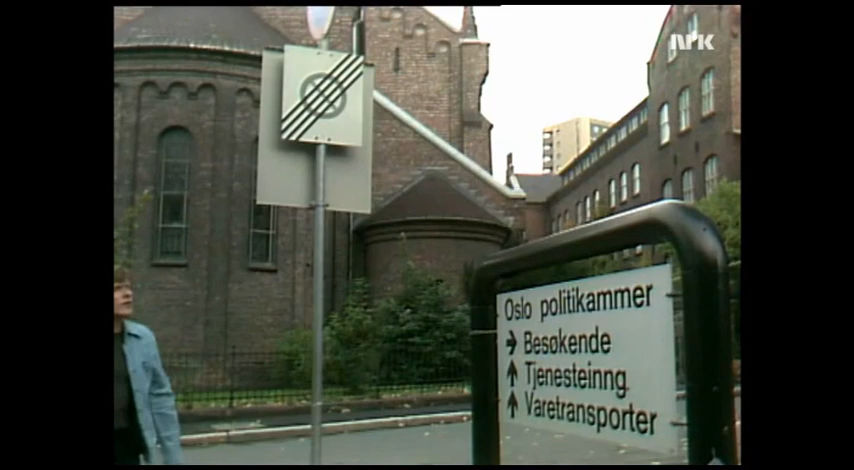 NRK
Oslo politikammer
→ Besøkende
↑ Tjenesteinng.
↑ Varetransporter